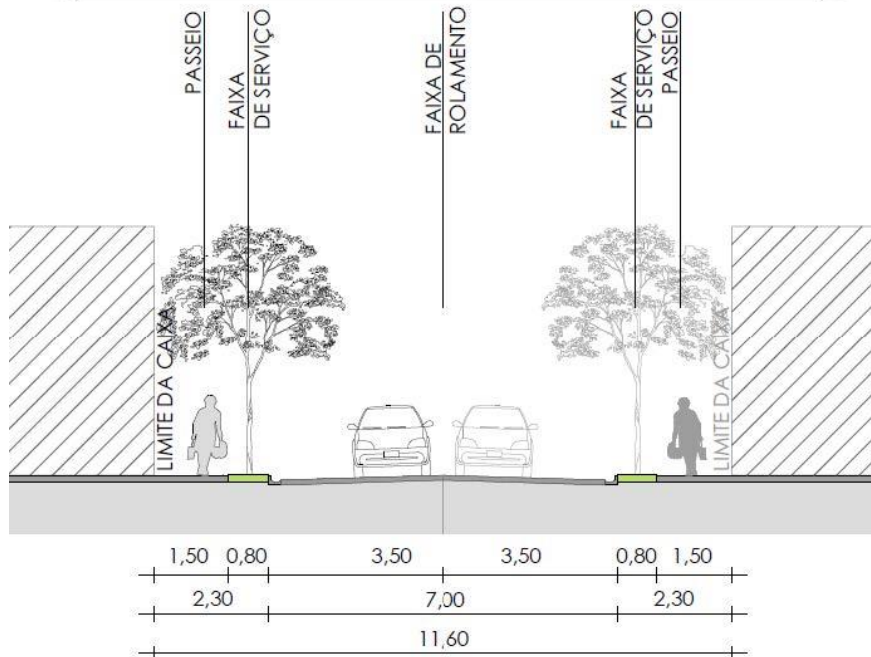 PASSEIO
FAIXA
DE SERVIÇO
FAIXA DE
ROLAMENTO
FAIXA
DE SERVIÇO
PASSEIO
LIMITE DA CAIXA
LIMITE DA CAIXA
1,50 0,80 3,50 3,50 0,80 1,50
2,30 7,00 2,30
11,60